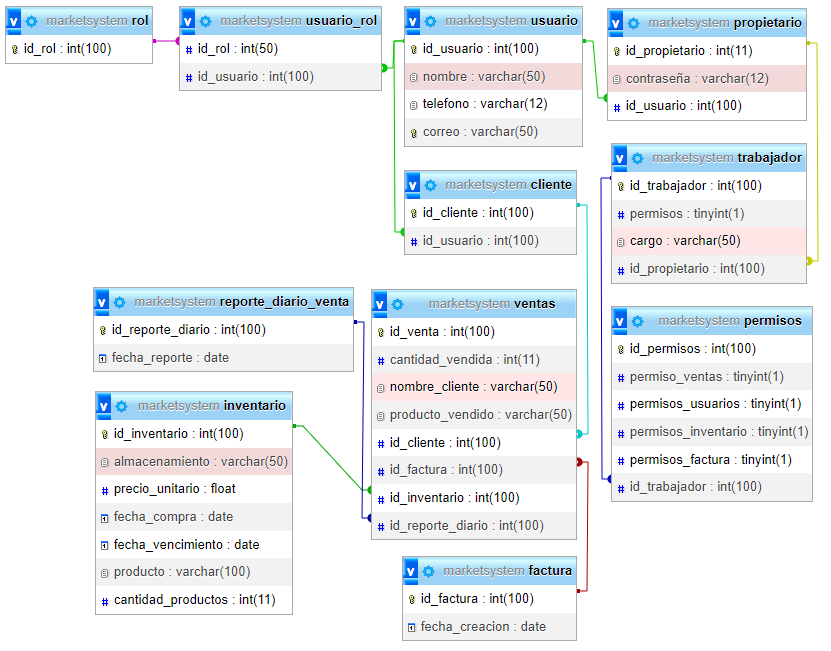 marketsystem rol
id_rol : int(100)
marketsystem usuario_rol
id_rol : int(50)
id_usuario : int(100)
marketsystem usuario
id_usuario : int(100)
nombre : varchar(50)
telefono : varchar(12)
correo : varchar(50)
marketsystem propietario
id_propietario : int(11)
contraseña : varchar(12)
id_usuario : int(100)
marketsystem cliente
id_cliente : int(100)
id_usuario : int(100)
marketsystem trabajador
id_trabajador : int(100)
permisos : tinyint(1)
cargo : varchar(50)
id_propietario : int(100)
marketsystem reporte_diario_venta
id_reporte_diario : int(100)
fecha_reporte : date
marketsystem ventas
id_venta : int(100)
cantidad_vendida : int(11)
nombre_cliente : varchar(50)
producto_vendido : varchar(50)
id_cliente : int(100)
id_factura : int(100)
id_inventario : int(100)
id_reporte_diario : int(100)
marketsystem permisos
id_permisos : int(100)
permiso_ventas : tinyint(1)
permisos_usuarios : tinyint(1)
permisos_inventario : tinyint(1)
permisos_factura : tinyint(1)
id_trabajador : int(100)
marketsystem inventario
id_inventario : int(100)
almacenamiento : varchar(50)
precio_unitario : float
fecha_compra : date
fecha_vencimiento : date
producto : varchar(100)
cantidad_productos : int(11)
marketsystem factura
id_factura : int(100)
fecha_creacion : date